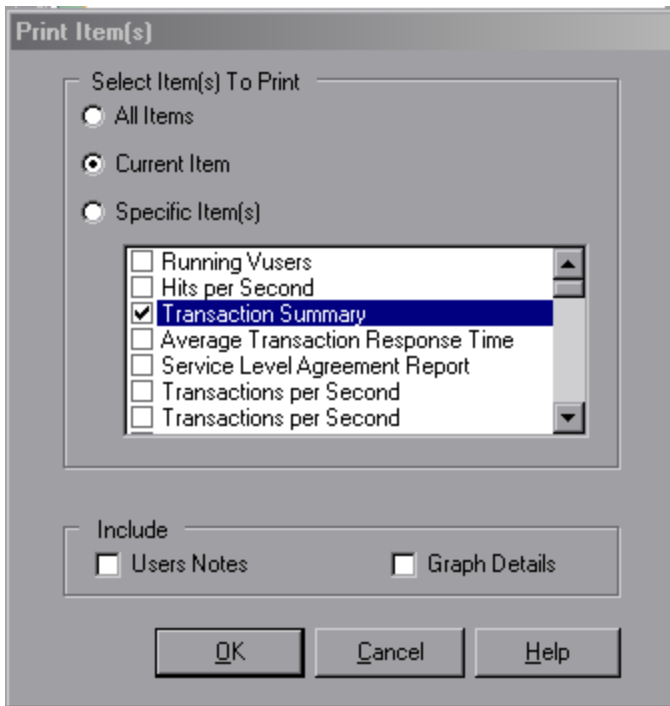 Print Item(s)
Select Item(s) To Print
All Items
Current Item
Specific Item(s)
Running Vusers
Hits per Second
Transaction Summary
Average Transaction Response Time
Service Level Agreement Report
Transactions per Second
Transactions per Second
Include
Users Notes Graph Details
OK Cancel Help